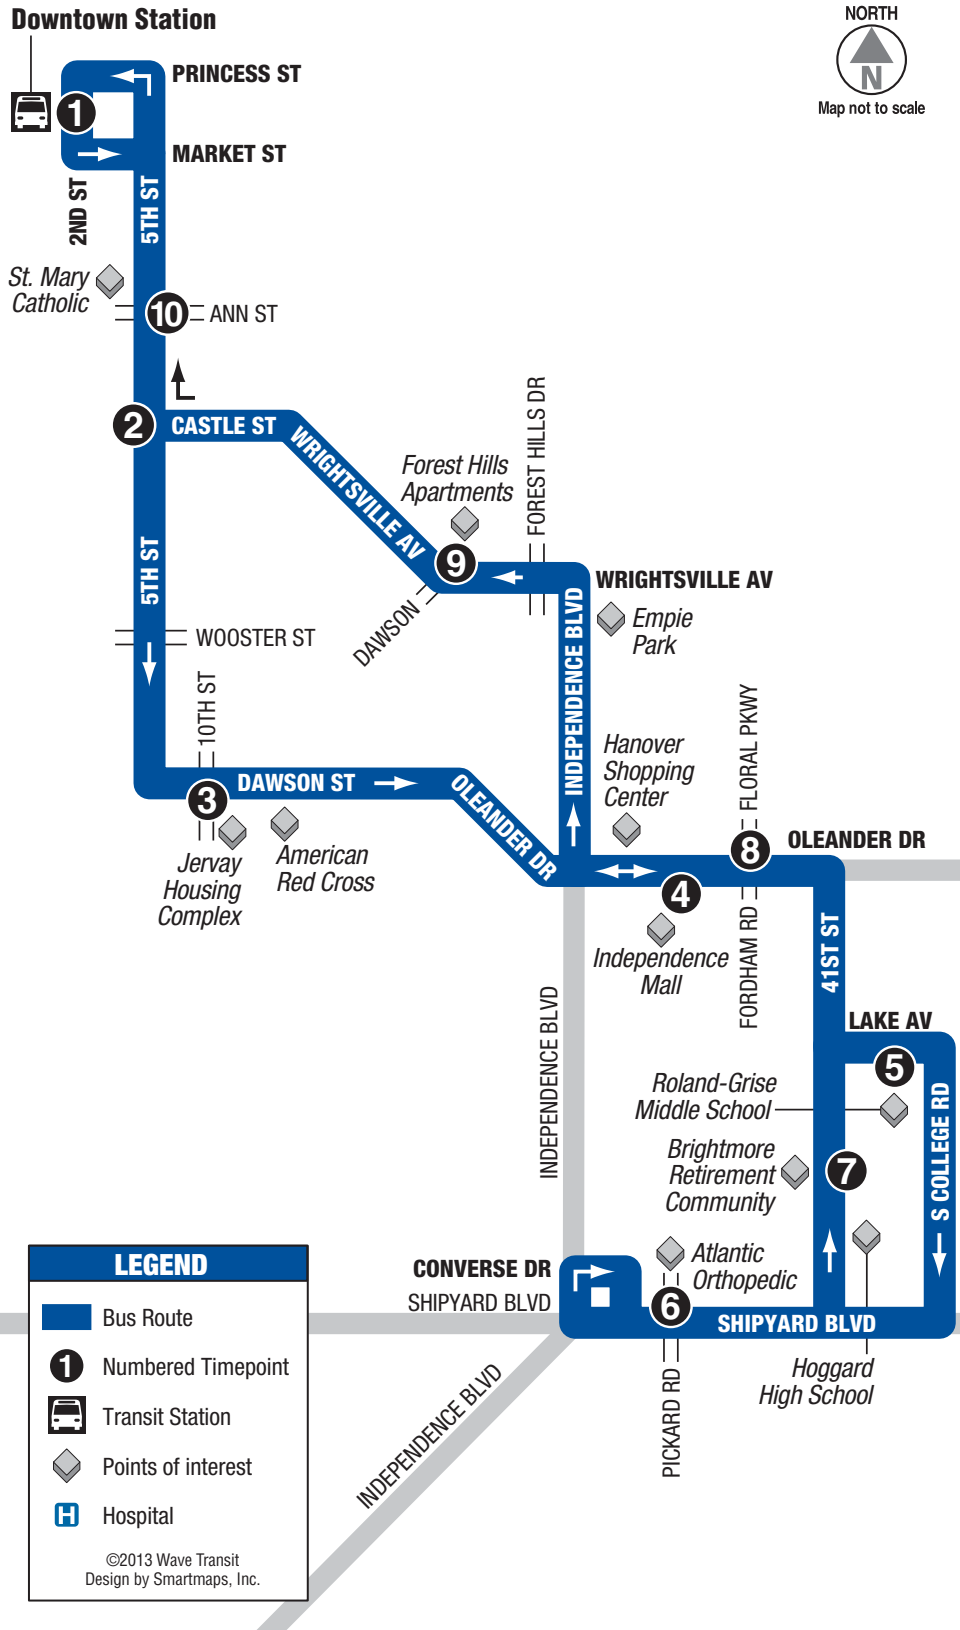 Downtown Station
NORTH
N
Map not to scale
PRINCESS ST
1
MARKET ST
2ND ST
5TH ST
St. Mary
Catholic
10
ANN ST
2
CASTLE ST
WRIGHTSVILLE AV
Forest Hills
Apartments
FOREST HILLS DR
9
WRIGHTSVILLE AV
DAWSON
Empie
Park
INDEPENDENCE BLVD
5TH ST
WOOSTER ST
10TH ST
DAWSON ST
3
Jervay
Housing
Complex
American
Red Cross
OLEANDER DR
Hanover
Shopping
Center
FLORAL PKWY
8
OLEANDER DR
4
Independence
Mall
FORDHAM RD
41ST ST
LAKE AV
5
INDEPENDENCE BLVD
Roland-Grise
Middle School
S COLLEGE RD
Brightmore
Retirement
Community
7
CONVERSE DR
SHIPYARD BLVD
Atlantic
Orthopedic
6
SHIPYARD BLVD
Hoggard
High School
PICKARD RD
INDEPENDENCE BLVD
LEGEND
Bus Route
1
Numbered Timepoint
Transit Station
Points of interest
H
Hospital
©2013 Wave Transit
Design by Smartmaps, Inc.